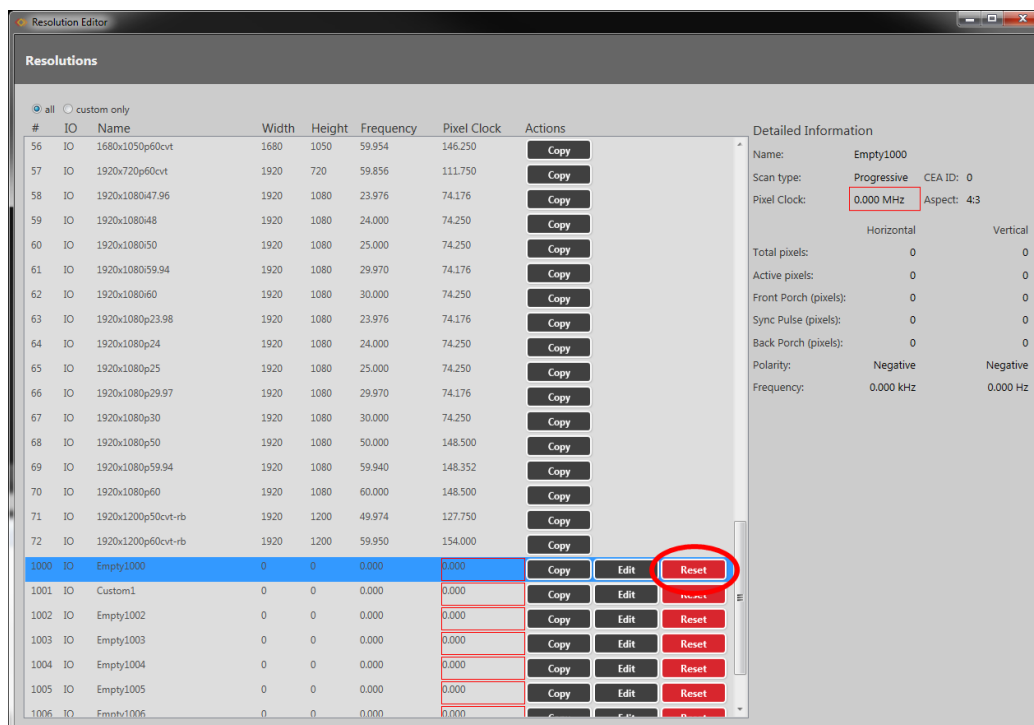 Resolution Editor
Resolutions
all custom only
# IO Name Width Height Frequency Pixel Clock Actions
56 IO 1680x1050p60cvt 1680 1050 59.954 146.250 Copy
57 IO 1920x720p60cvt 1920 720 59.856 111.750 Copy
58 IO 1920x1080i47.96 1920 1080 23.976 74.176 Copy
59 IO 1920x1080i48 1920 1080 24.000 74.250 Copy
60 IO 1920x1080i50 1920 1080 25.000 74.250 Copy
61 IO 1920x1080i59.94 1920 1080 29.970 74.176 Copy
62 IO 1920x1080i60 1920 1080 30.000 74.250 Copy
63 IO 1920x1080p23.98 1920 1080 23.976 74.176 Copy
64 IO 1920x1080p24 1920 1080 24.000 74.250 Copy
65 IO 1920x1080p25 1920 1080 25.000 74.250 Copy
66 IO 1920x1080p29.97 1920 1080 29.970 74.176 Copy
67 IO 1920x1080p30 1920 1080 30.000 74.250 Copy
68 IO 1920x1080p50 1920 1080 50.000 148.500 Copy
69 IO 1920x1080p59.94 1920 1080 59.940 148.352 Copy
70 IO 1920x1080p60 1920 1080 60.000 148.500 Copy
71 IO 1920x1200p50cvt-rb 1920 1200 49.974 127.750 Copy
72 IO 1920x1200p60cvt-rb 1920 1200 59.950 154.000 Copy
1000 IO Empty1000 0 0 0.000 0.000 Copy Edit Reset
1001 IO Custom1 0 0 0.000 0.000 Copy Edit Reset
1002 IO Empty1002 0 0 0.000 0.000 Copy Edit Reset
1003 IO Empty1003 0 0 0.000 0.000 Copy Edit Reset
1004 IO Empty1004 0 0 0.000 0.000 Copy Edit Reset
1005 IO Empty1005 0 0 0.000 0.000 Copy Edit Reset
1006 IO Empty1006 0 0 0.000 0.000 Copy Edit Reset
Detailed Information
Name: Empty1000
Scan type: Progressive CEA ID: 0
Pixel Clock: 0.000 MHz Aspect: 4:3
Horizontal Vertical
Total pixels: 0 0
Active pixels: 0 0
Front Porch (pixels): 0 0
Sync Pulse (pixels): 0 0
Back Porch (pixels): 0 0
Polarity: Negative Negative
Frequency: 0.000 kHz 0.000 Hz